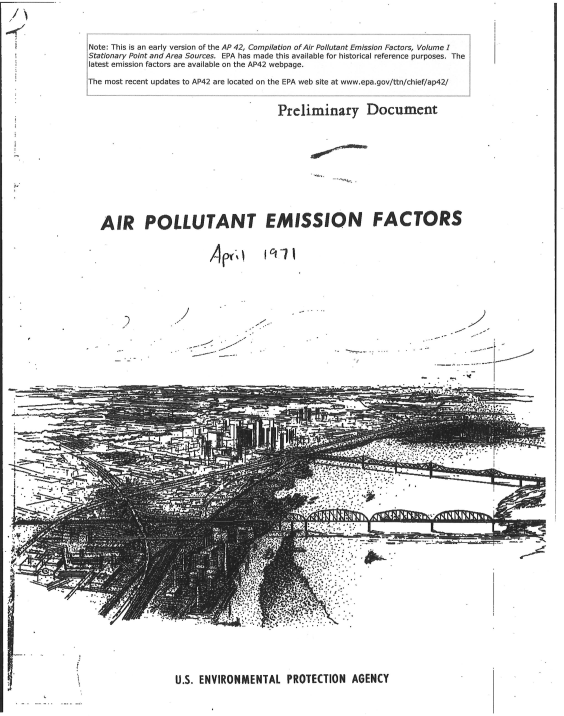 Note: This is an early version of the AP 42, Compilation of Air Pollutant Emission Factors, Volume I
Stationary Point and Area Sources. EPA has made this available for historical reference purposes. The
latest emission factors are available on the AP42 webpage.
The most recent updates to AP42 are located on the EPA web site at www.epa.gov/ttn/chief/ap42/
Preliminary Document
AIR POLLUTANT EMISSION FACTORS
April 1971
U.S. ENVIRONMENTAL PROTECTION AGENCY